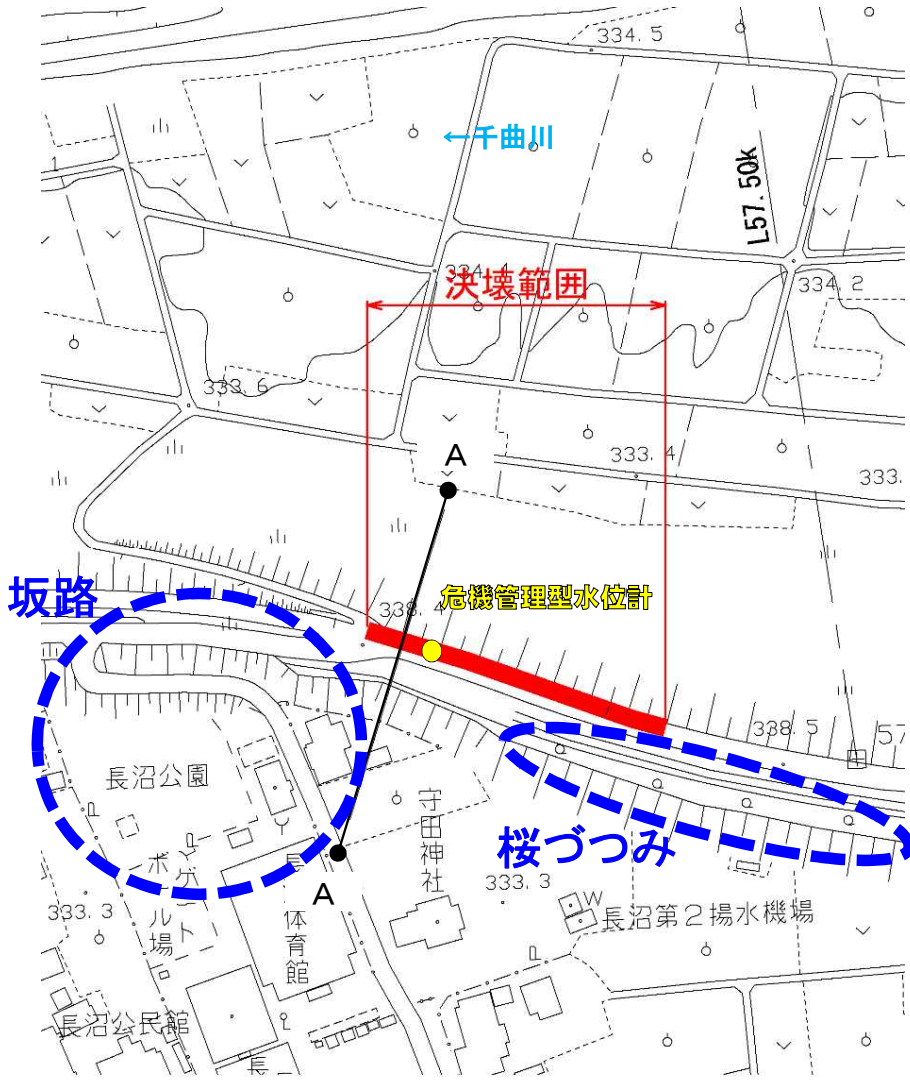 334. 5
←千曲川
L57. 50k
334. 4
決壊範囲
334. 2
333. 6
333. 4
A
333.
坂路
338. 4
危機管理型水位計
338. 5
57
長沼公園
守田神社
桜づつみ
333. 3
A
333. 3
ゲート
ボール場
長
体育館
W
長沼第2揚水機場
長沼公民館
長